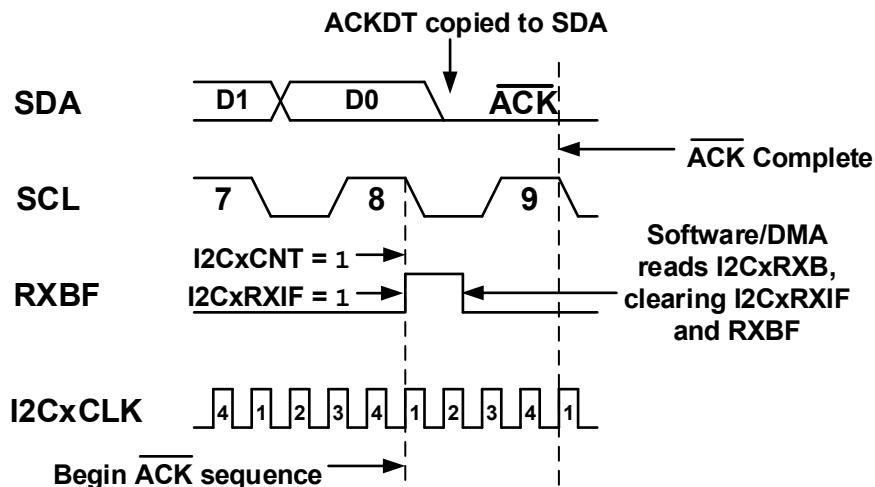 ACKDT copied to SDA
SDA
D1
D0
ACK
ACK Complete
SCL
7
8
9
I2CxCNT = 1
Software/DMA
reads I2CxRXB,
clearing I2CxRXIF
and RXBF
RXBF
I2CxRXIF = 1
I2CxCLK
4 1 2 3 4 1 2 3 4 1
Begin ACK sequence